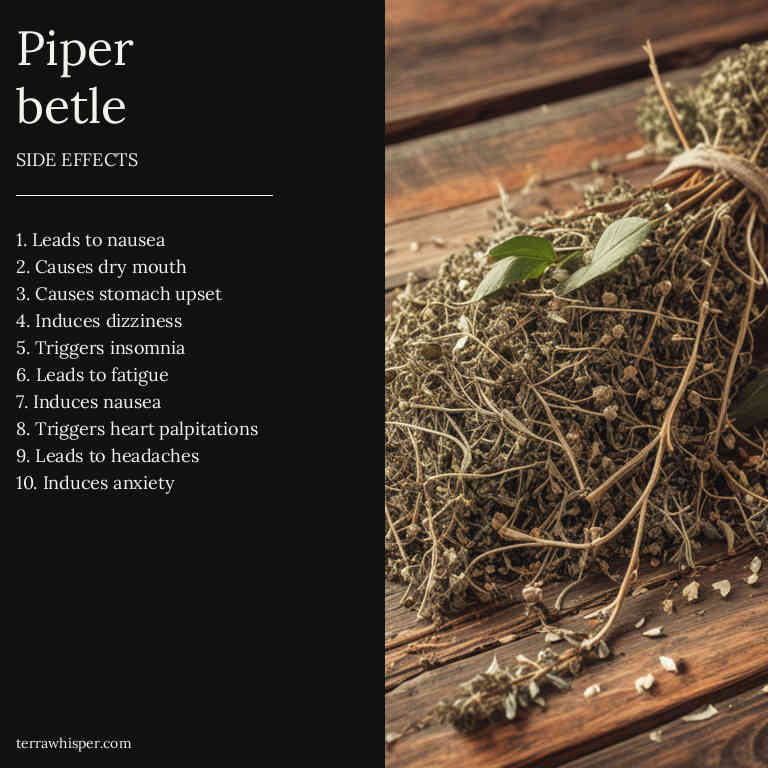 Piper
betle
SIDE EFFECTS
1. Leads to nausea
2. Causes dry mouth
3. Causes stomach upset
4. Induces dizziness
5. Triggers insomnia
6. Leads to fatigue
7. Induces nausea
8. Triggers heart palpitations
9. Leads to headaches
10. Induces anxiety
terrawhisper.com